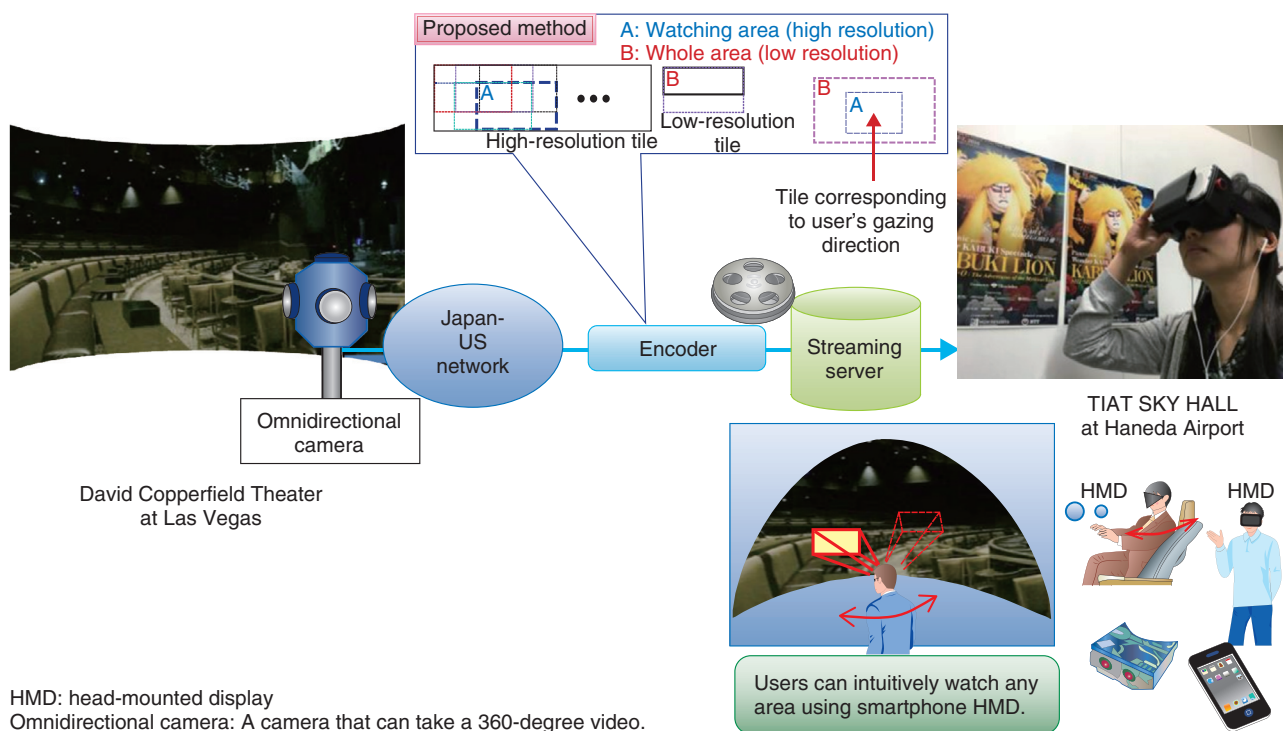 Proposed method
A: Watching area (high resolution)
B: Whole area (low resolution)
A
B
B
A
High-resolution tile
Low-resolution
tile
Tile corresponding
to user's gazing
direction
KABUKI LION
Japan-
US
network
Encoder
Streaming
server
Omnidirectional
camera
David Copperfield Theater
at Las Vegas
TIAT SKY HALL
at Haneda Airport
HMD
HMD
Users can intuitively watch any
area using smartphone HMD.
HMD: head-mounted display
Omnidirectional camera: A camera that can take a 360-degree video.